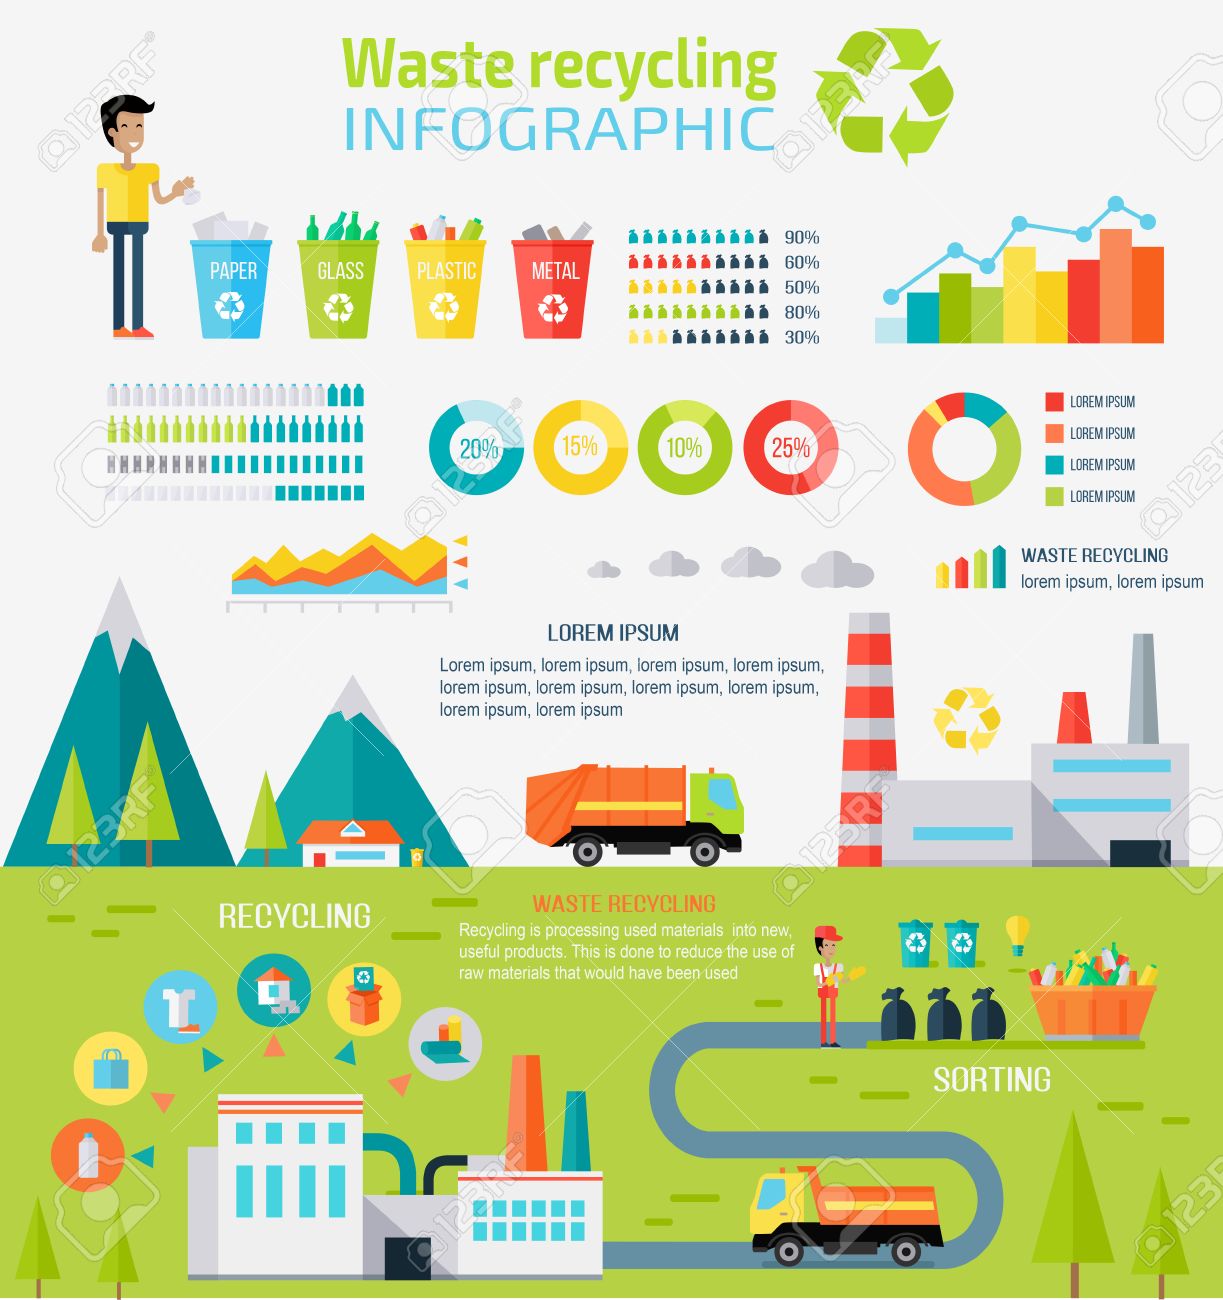 Waste recycling
INFOGRAPHIC
PAPER
GLASS
PLASTIC
METAL
90%
60%
50%
80%
30%
20%
15%
10%
25%
LOREM IPSUM
LOREM IPSUM
LOREM IPSUM
LOREM IPSUM
WASTE RECYCLING
lorem ipsum, lorem ipsum
LOREM IPSUM
Lorem ipsum, lorem ipsum, lorem ipsum, lorem ipsum,
lorem ipsum, lorem ipsum, lorem ipsum, lorem ipsum,
lorem ipsum, lorem ipsum
RECYCLING
WASTE RECYCLING
Recycling is processing used materials into new,
useful products. This is done to reduce the use of
raw materials that would have been used
SORTING
123RF